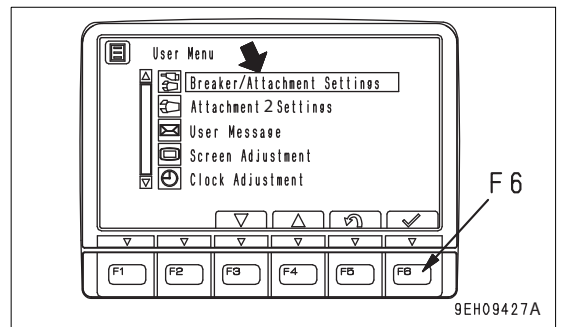 User Menu
Breaker/Attachment Settings
Attachment 2 Settings
User Message
Screen Adjustment
Clock Adjustment
F6
F1 F2 F3 F4 F5 F6
9EH09427A